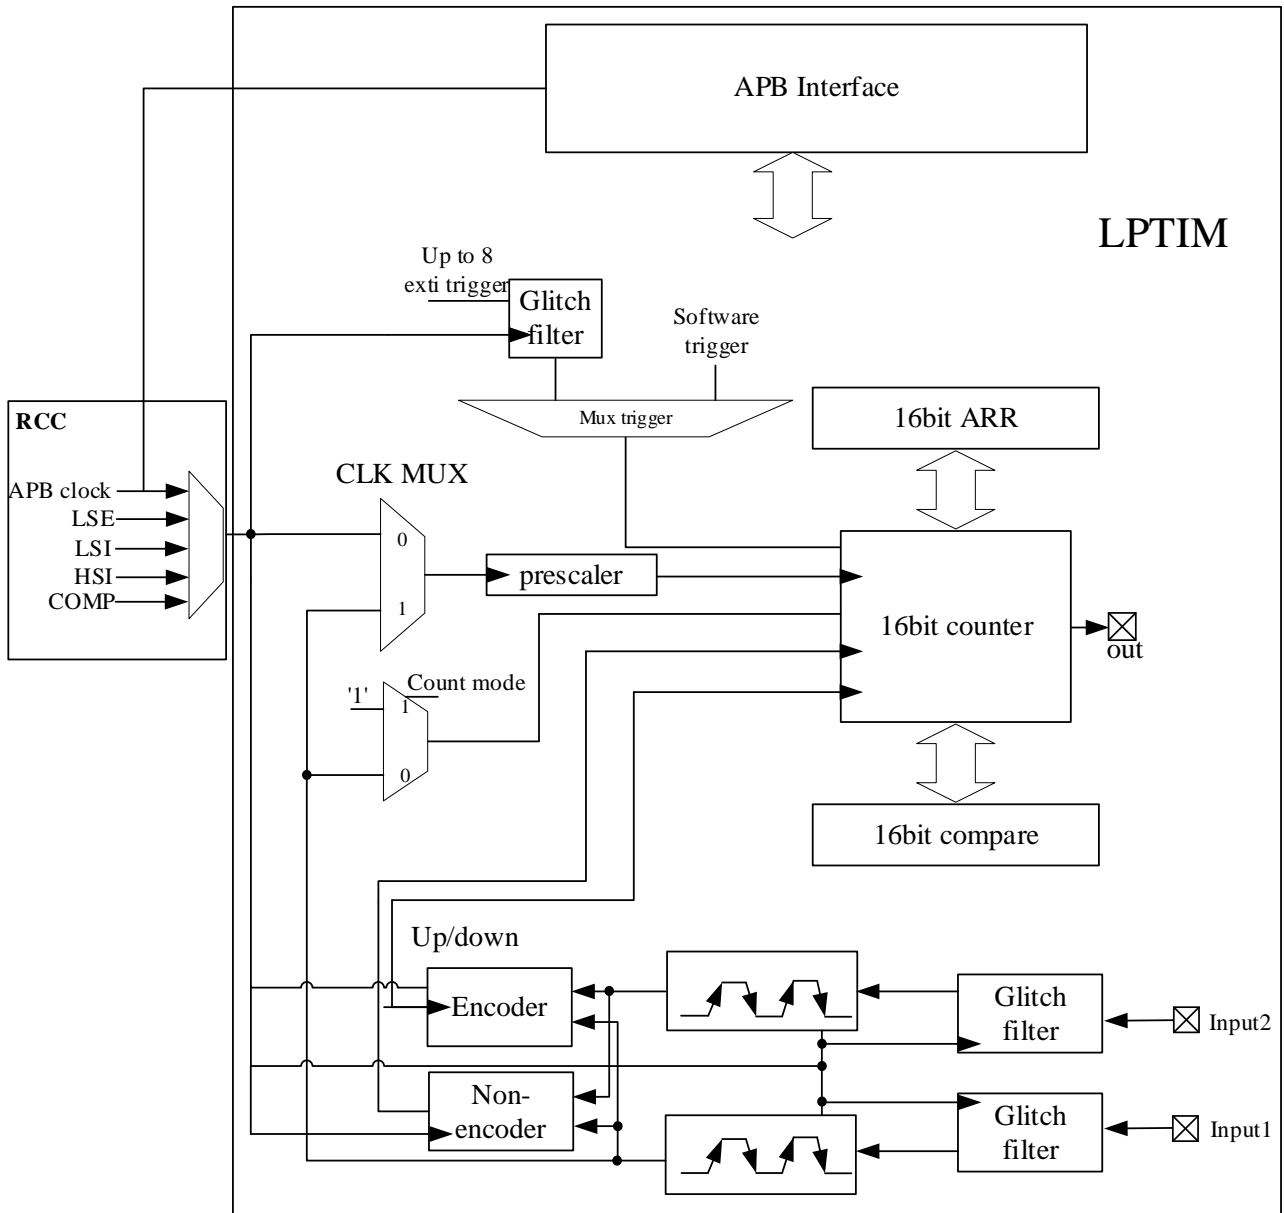 APB Interface
LPTIM
Up to 8
exti trigger
Glitch
filter
Software
trigger
Mux trigger
16bit ARR
RCC
APB clock
LSE
LSI
HSI
COMP
CLK MUX
0
1
prescaler
16bit counter
out
'1'
Count mode
1
0
16bit compare
Up/down
Encoder
Glitch
filter
Input2
Non-
encoder
Glitch
filter
Input1